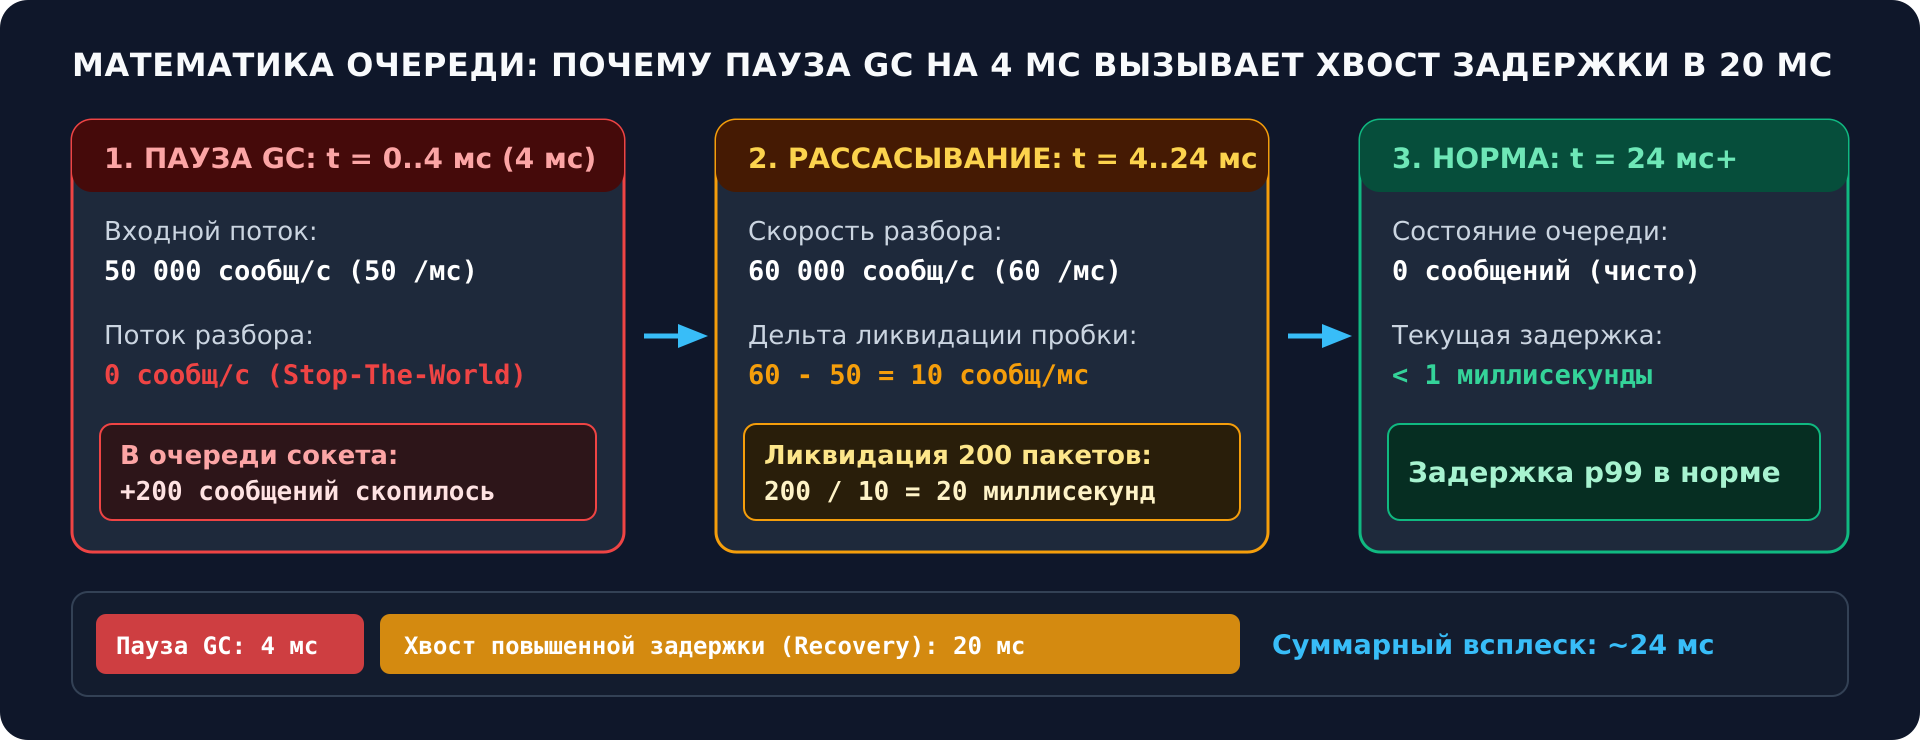 МАТЕМАТИКА ОЧЕРЕДИ: ПОЧЕМУ ПАУЗА GC НА 4 МС ВЫЗЫВАЕТ ХВОСТ ЗАДЕРЖКИ В 20 МС
1. ПАУЗА GC: t = 0..4 мс (4 мс)
Входной поток:
50 000 сообщ/с (50 /мс)
Поток разбора:
0 сообщ/с (Stop-The-World)
В очереди сокета:
+200 сообщений скопилось
2. РАССАСЫВАНИЕ: t = 4..24 мс
Скорость разбора:
60 000 сообщ/с (60 /мс)
Дельта ликвидации пробки:
60 - 50 = 10 сообщ/мс
Ликвидация 200 пакетов:
200 / 10 = 20 миллисекунд
3. НОРМА: t = 24 мс+
Состояние очереди:
0 сообщений (чисто)
Текущая задержка:
< 1 миллисекунды
Задержка p99 в норме
Пауза GC: 4 мс
Хвост повышенной задержки (Recovery): 20 мс
Суммарный всплеск: ~24 мс